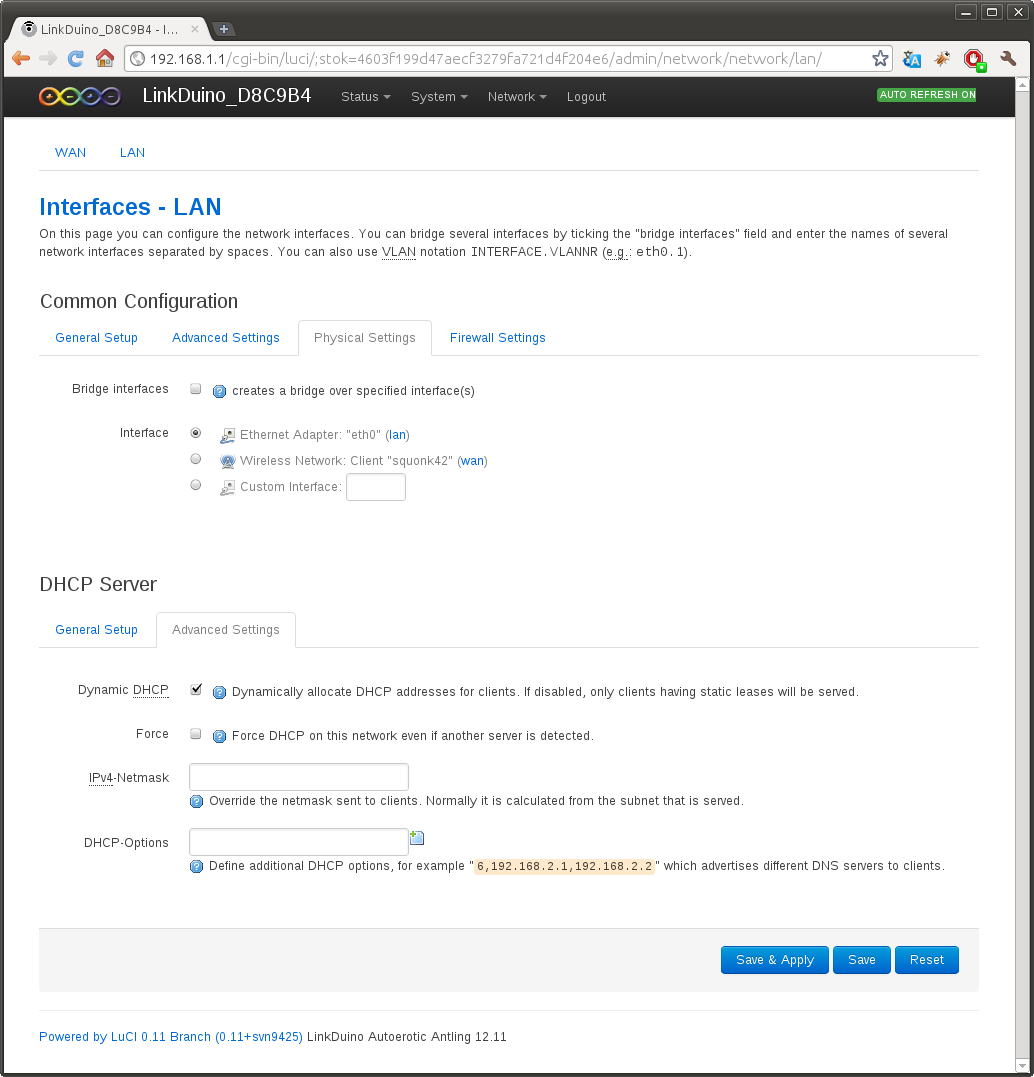 LinkDuino_D8C9B4 - I...
192.168.1.1/cgi-bin/luci/;stok=4603f199d47aecf3279fa721d4f204e6/admin/network/network/lan/
LinkDuino_D8C9B4 Status System Network Logout AUTO REFRESH ON
WAN LAN
Interfaces - LAN
On this page you can configure the network interfaces. You can bridge several interfaces by ticking the "bridge interfaces" field and enter the names of several
network interfaces separated by spaces. You can also use VLAN notation INTERFACE.VLANNR (e.g.: eth0.1).
Common Configuration
General Setup Advanced Settings Physical Settings Firewall Settings
Bridge interfaces creates a bridge over specified interface(s)
Interface Ethernet Adapter: "eth0" (lan)
Wireless Network: Client "squonk42" (wan)
Custom Interface:
DHCP Server
General Setup Advanced Settings
Dynamic DHCP Dynamically allocate DHCP addresses for clients. If disabled, only clients having static leases will be served.
Force Force DHCP on this network even if another server is detected.
IPv4-Netmask
Override the netmask sent to clients. Normally it is calculated from the subnet that is served.
DHCP-Options
Define additional DHCP options, for example "6,192.168.2.1,192.168.2.2" which advertises different DNS servers to clients.
Save & Apply Save Reset
Powered by LuCI 0.11 Branch (0.11+svn9425) LinkDuino Autoerotic Antling 12.11